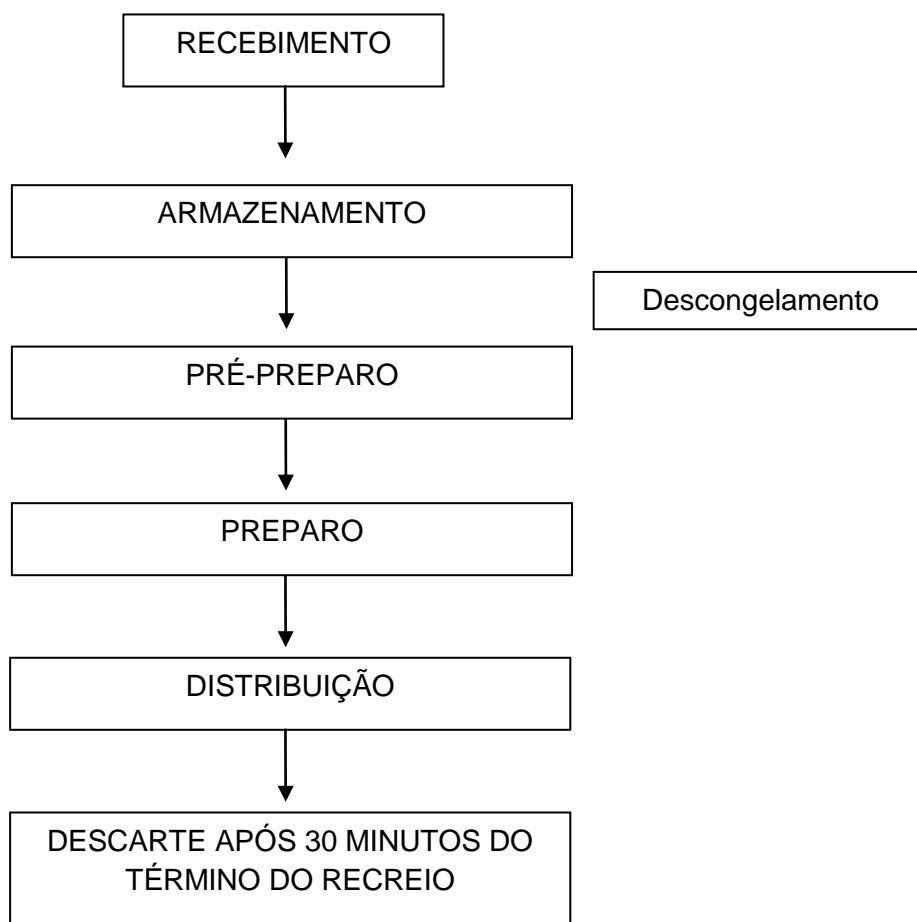 RECEBIMENTO
ARMAZENAMENTO
Descongelamento
PRÉ-PREPARO
PREPARO
DISTRIBUIÇÃO
DESCARTE APÓS 30 MINUTOS DO
TÉRMINO DO RECREIO